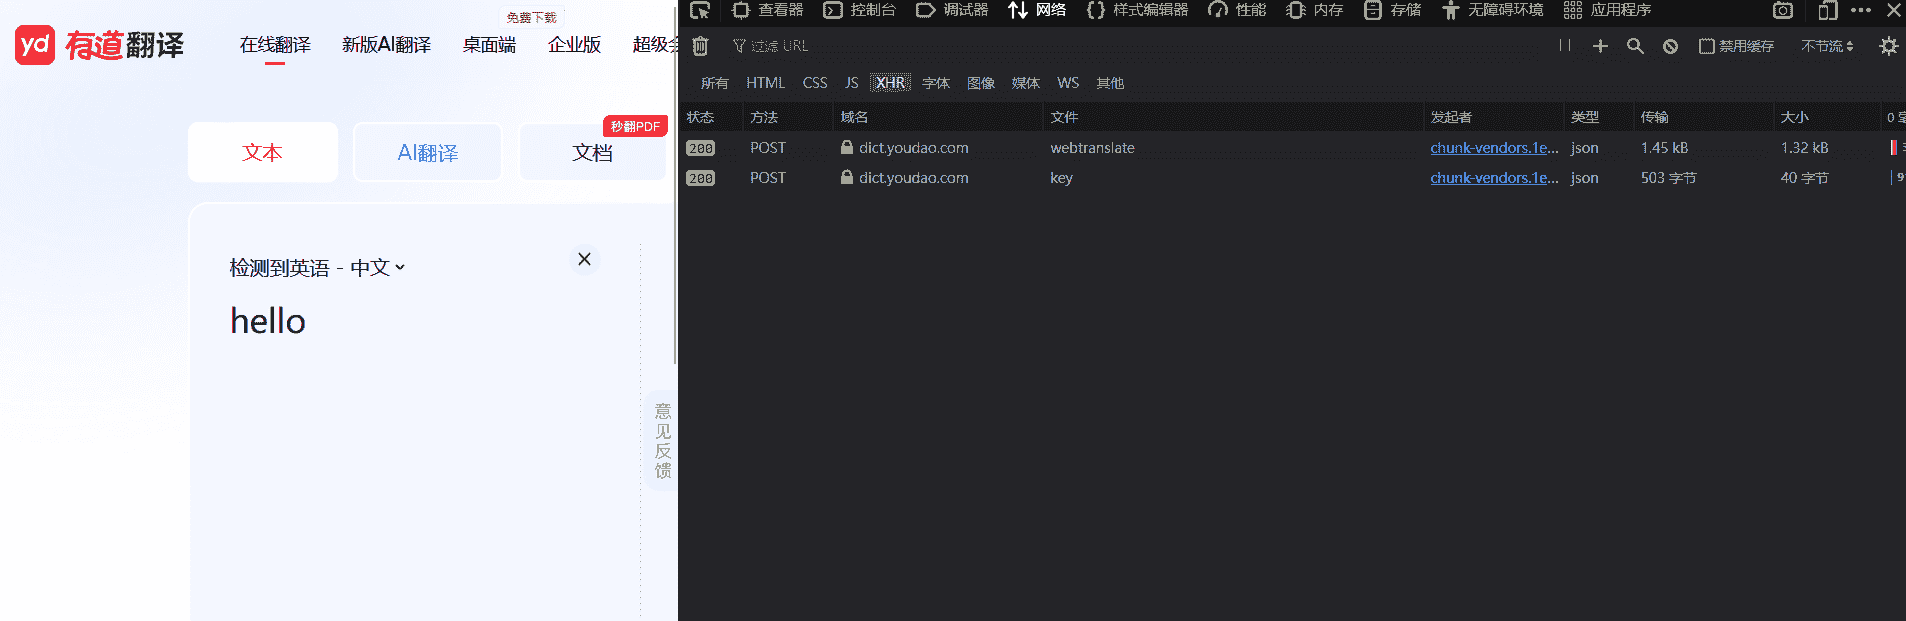 yd 有道翻译
免费下载
在线翻译 新版AI翻译 桌面端 企业版 超级会
文本 AI翻译 文档
秒翻PDF
检测到英语 - 中文
hello
意见反馈
查看器 控制台 调试器 网络 样式编辑器 性能 内存 存储 无障碍环境 应用程序
过滤 URL 禁用缓存 不节流
所有 HTML CSS JS XHR 字体 图像 媒体 WS 其他
状态 方法 域名 文件 发起者 类型 传输 大小 0
200 POST dict.youdao.com webtranslate chunk-vendors.1e... json 1.45 kB 1.32 kB
200 POST dict.youdao.com key chunk-vendors.1e... json 503 字节 40 字节